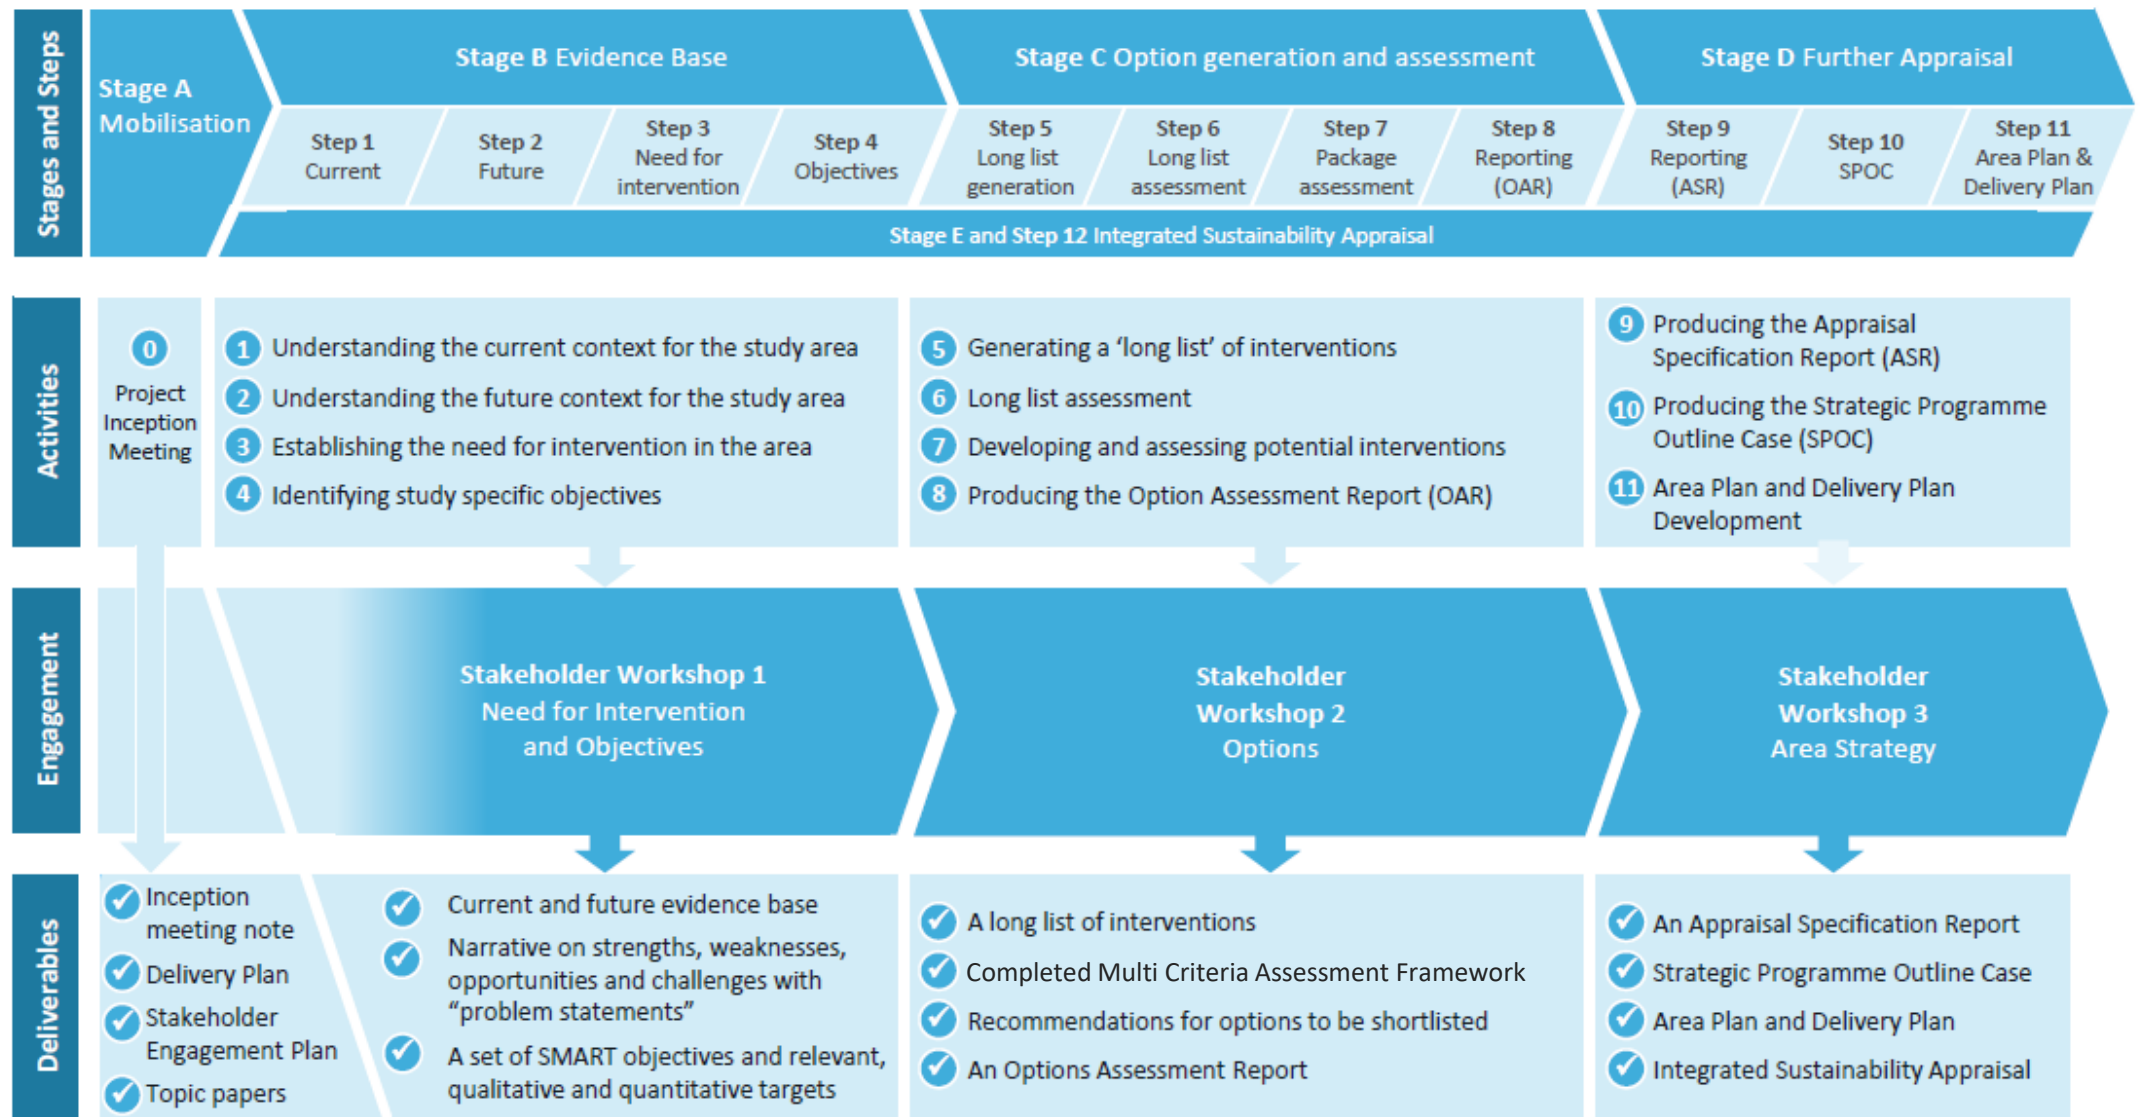 Stages and Steps
Stage A
Mobilisation
Stage B Evidence Base
Step 1
Current
Step 2
Future
Step 3
Need for
intervention
Step 4
Objectives
Stage C Option generation and assessment
Step 5
Long list
generation
Step 6
Long list
assessment
Step 7
Package
assessment
Step 8
Reporting
(OAR)
Stage D Further Appraisal
Step 9
Reporting
(ASR)
Step 10
SPOC
Step 11
Area Plan &
Delivery Plan
Stage E and Step 12 Integrated Sustainability Appraisal
Activities
0
Project
Inception
Meeting
1 Understanding the current context for the study area
2 Understanding the future context for the study area
3 Establishing the need for intervention in the area
4 Identifying study specific objectives
5 Generating a ‘long list’ of interventions
6 Long list assessment
7 Developing and assessing potential interventions
8 Producing the Option Assessment Report (OAR)
9 Producing the Appraisal
Specification Report (ASR)
10 Producing the Strategic Programme
Outline Case (SPOC)
11 Area Plan and Delivery Plan
Development
Engagement
Stakeholder Workshop 1
Need for Intervention
and Objectives
Stakeholder
Workshop 2
Options
Stakeholder
Workshop 3
Area Strategy
Deliverables
Inception
meeting note
Delivery Plan
Stakeholder
Engagement Plan
Topic papers
Current and future evidence base
Narrative on strengths, weaknesses,
opportunities and challenges with
“problem statements”
A set of SMART objectives and relevant,
qualitative and quantitative targets
A long list of interventions
Completed Multi Criteria Assessment Framework
Recommendations for options to be shortlisted
An Options Assessment Report
An Appraisal Specification Report
Strategic Programme Outline Case
Area Plan and Delivery Plan
Integrated Sustainability Appraisal